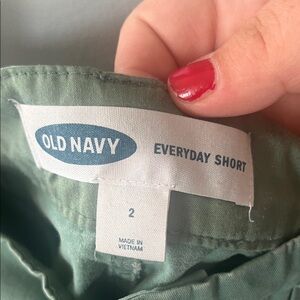 OLD NAVY EVERYDAY SHORT
2
MADE IN
VIETNAM